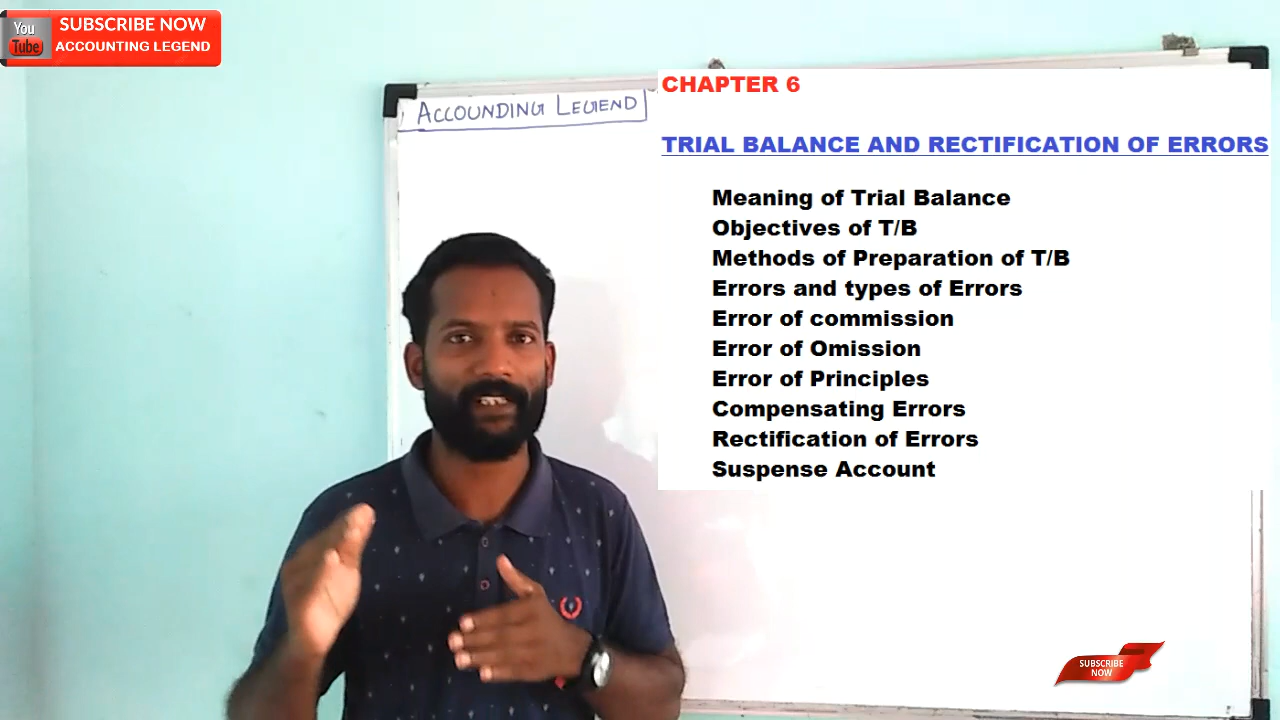 You
Tube
SUBSCRIBE NOW
ACCOUNTING LEGEND
ACCOUNDING LEGEND
CHAPTER 6
TRIAL BALANCE AND RECTIFICATION OF ERRORS
Meaning of Trial Balance
Objectives of T/B
Methods of Preparation of T/B
Errors and types of Errors
Error of commission
Error of Omission
Error of Principles
Compensating Errors
Rectification of Errors
Suspense Account
SUBSCRIBE
NOW